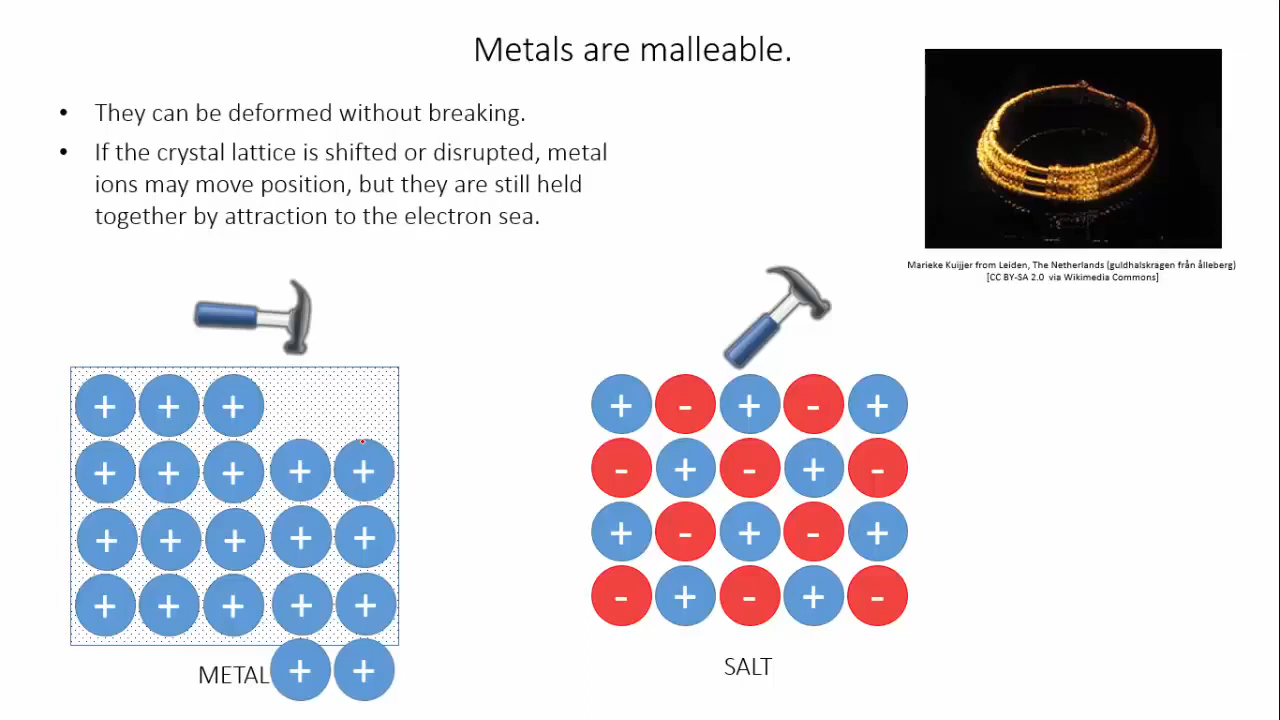 Metals are malleable.
• They can be deformed without breaking.
• If the crystal lattice is shifted or disrupted, metal
ions may move position, but they are still held
together by attraction to the electron sea.
Marieke Kuijjer from Leiden, The Netherlands (guldhalskragen från ålleberg)
[CC BY-SA 2.0 via Wikimedia Commons]
+ + +
+ + + + +
+ + + + +
+ + + + +
+ +
METAL
+ - + - +
- + - + -
+ - + - +
- + - + -
SALT